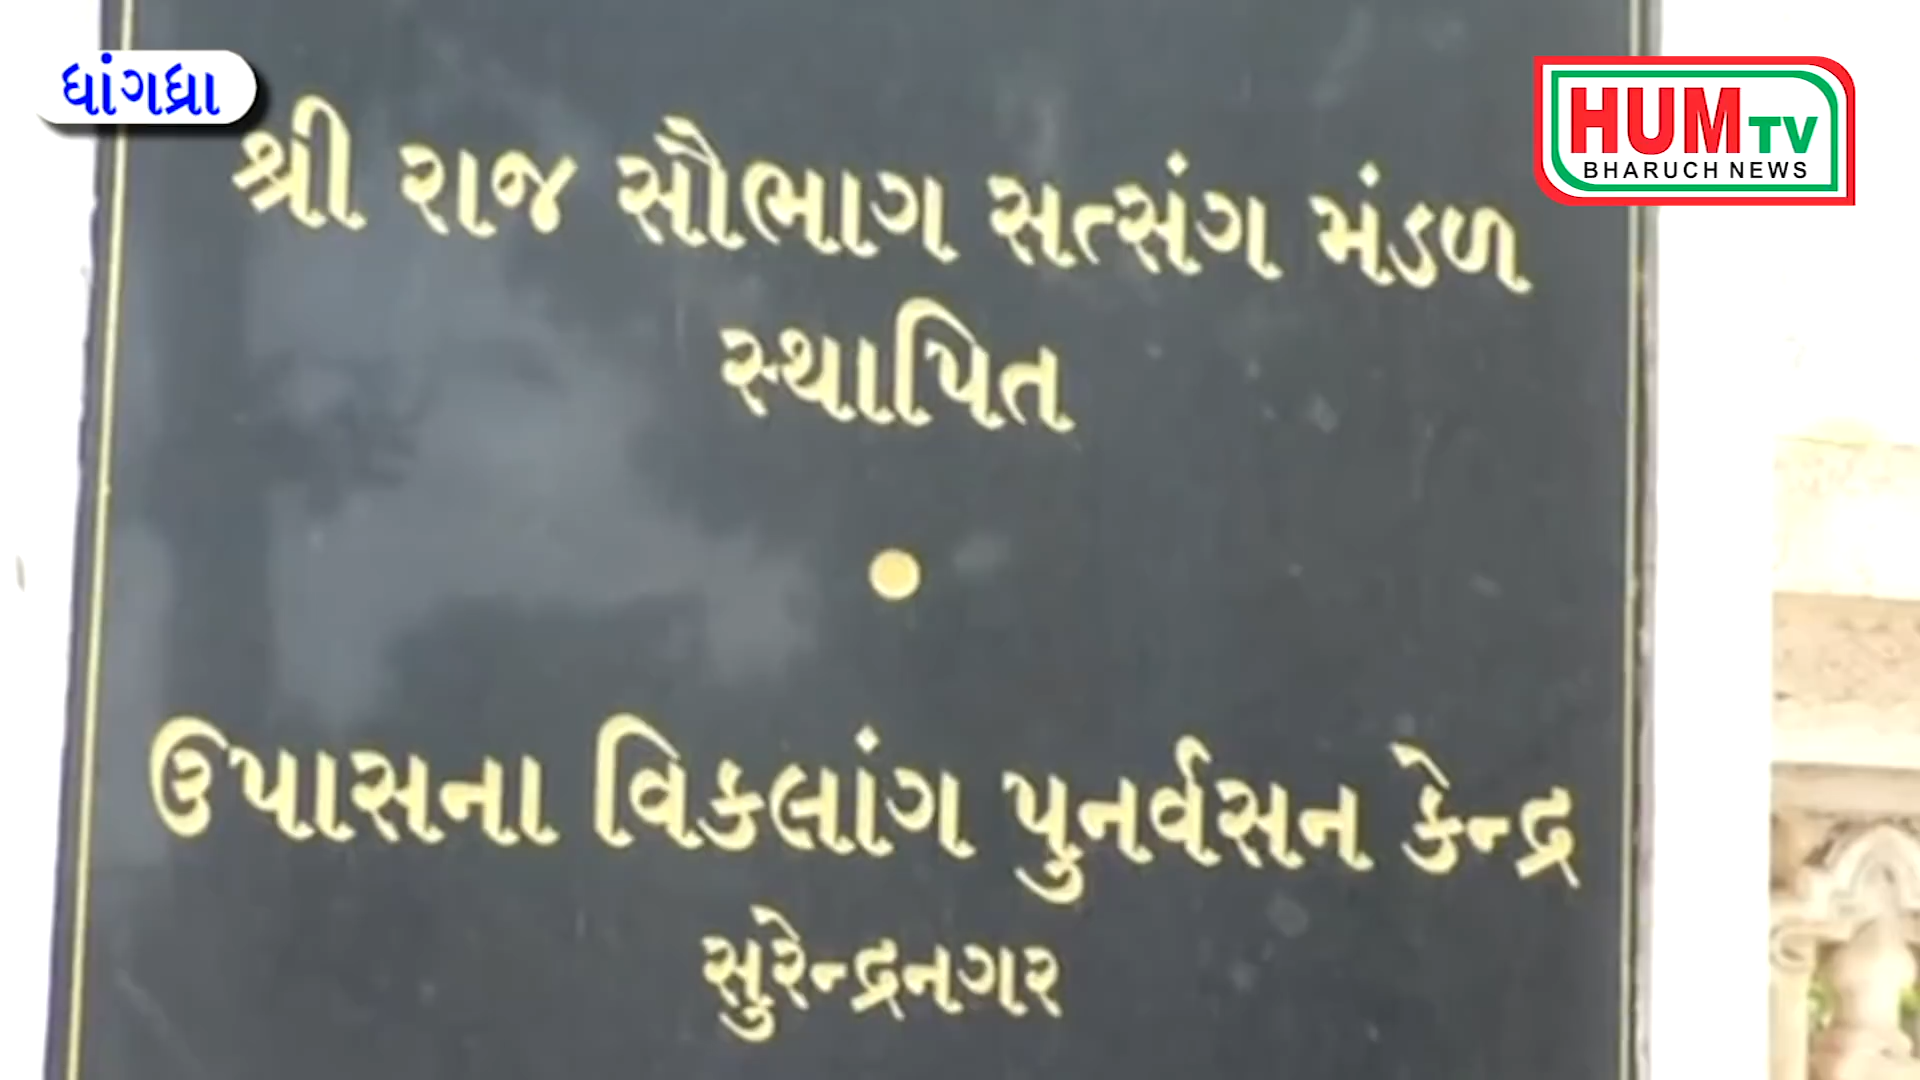 ધ્રાંગધ્રા
HUM TV
BHARUCH NEWS
શ્રી રાજ સૌભાગ સત્સંગ મંડળ
સ્થાપિત
ઉપાસના વિકલાંગ પુનર્વસન કેન્દ્ર
સુરેન્દ્રનગર